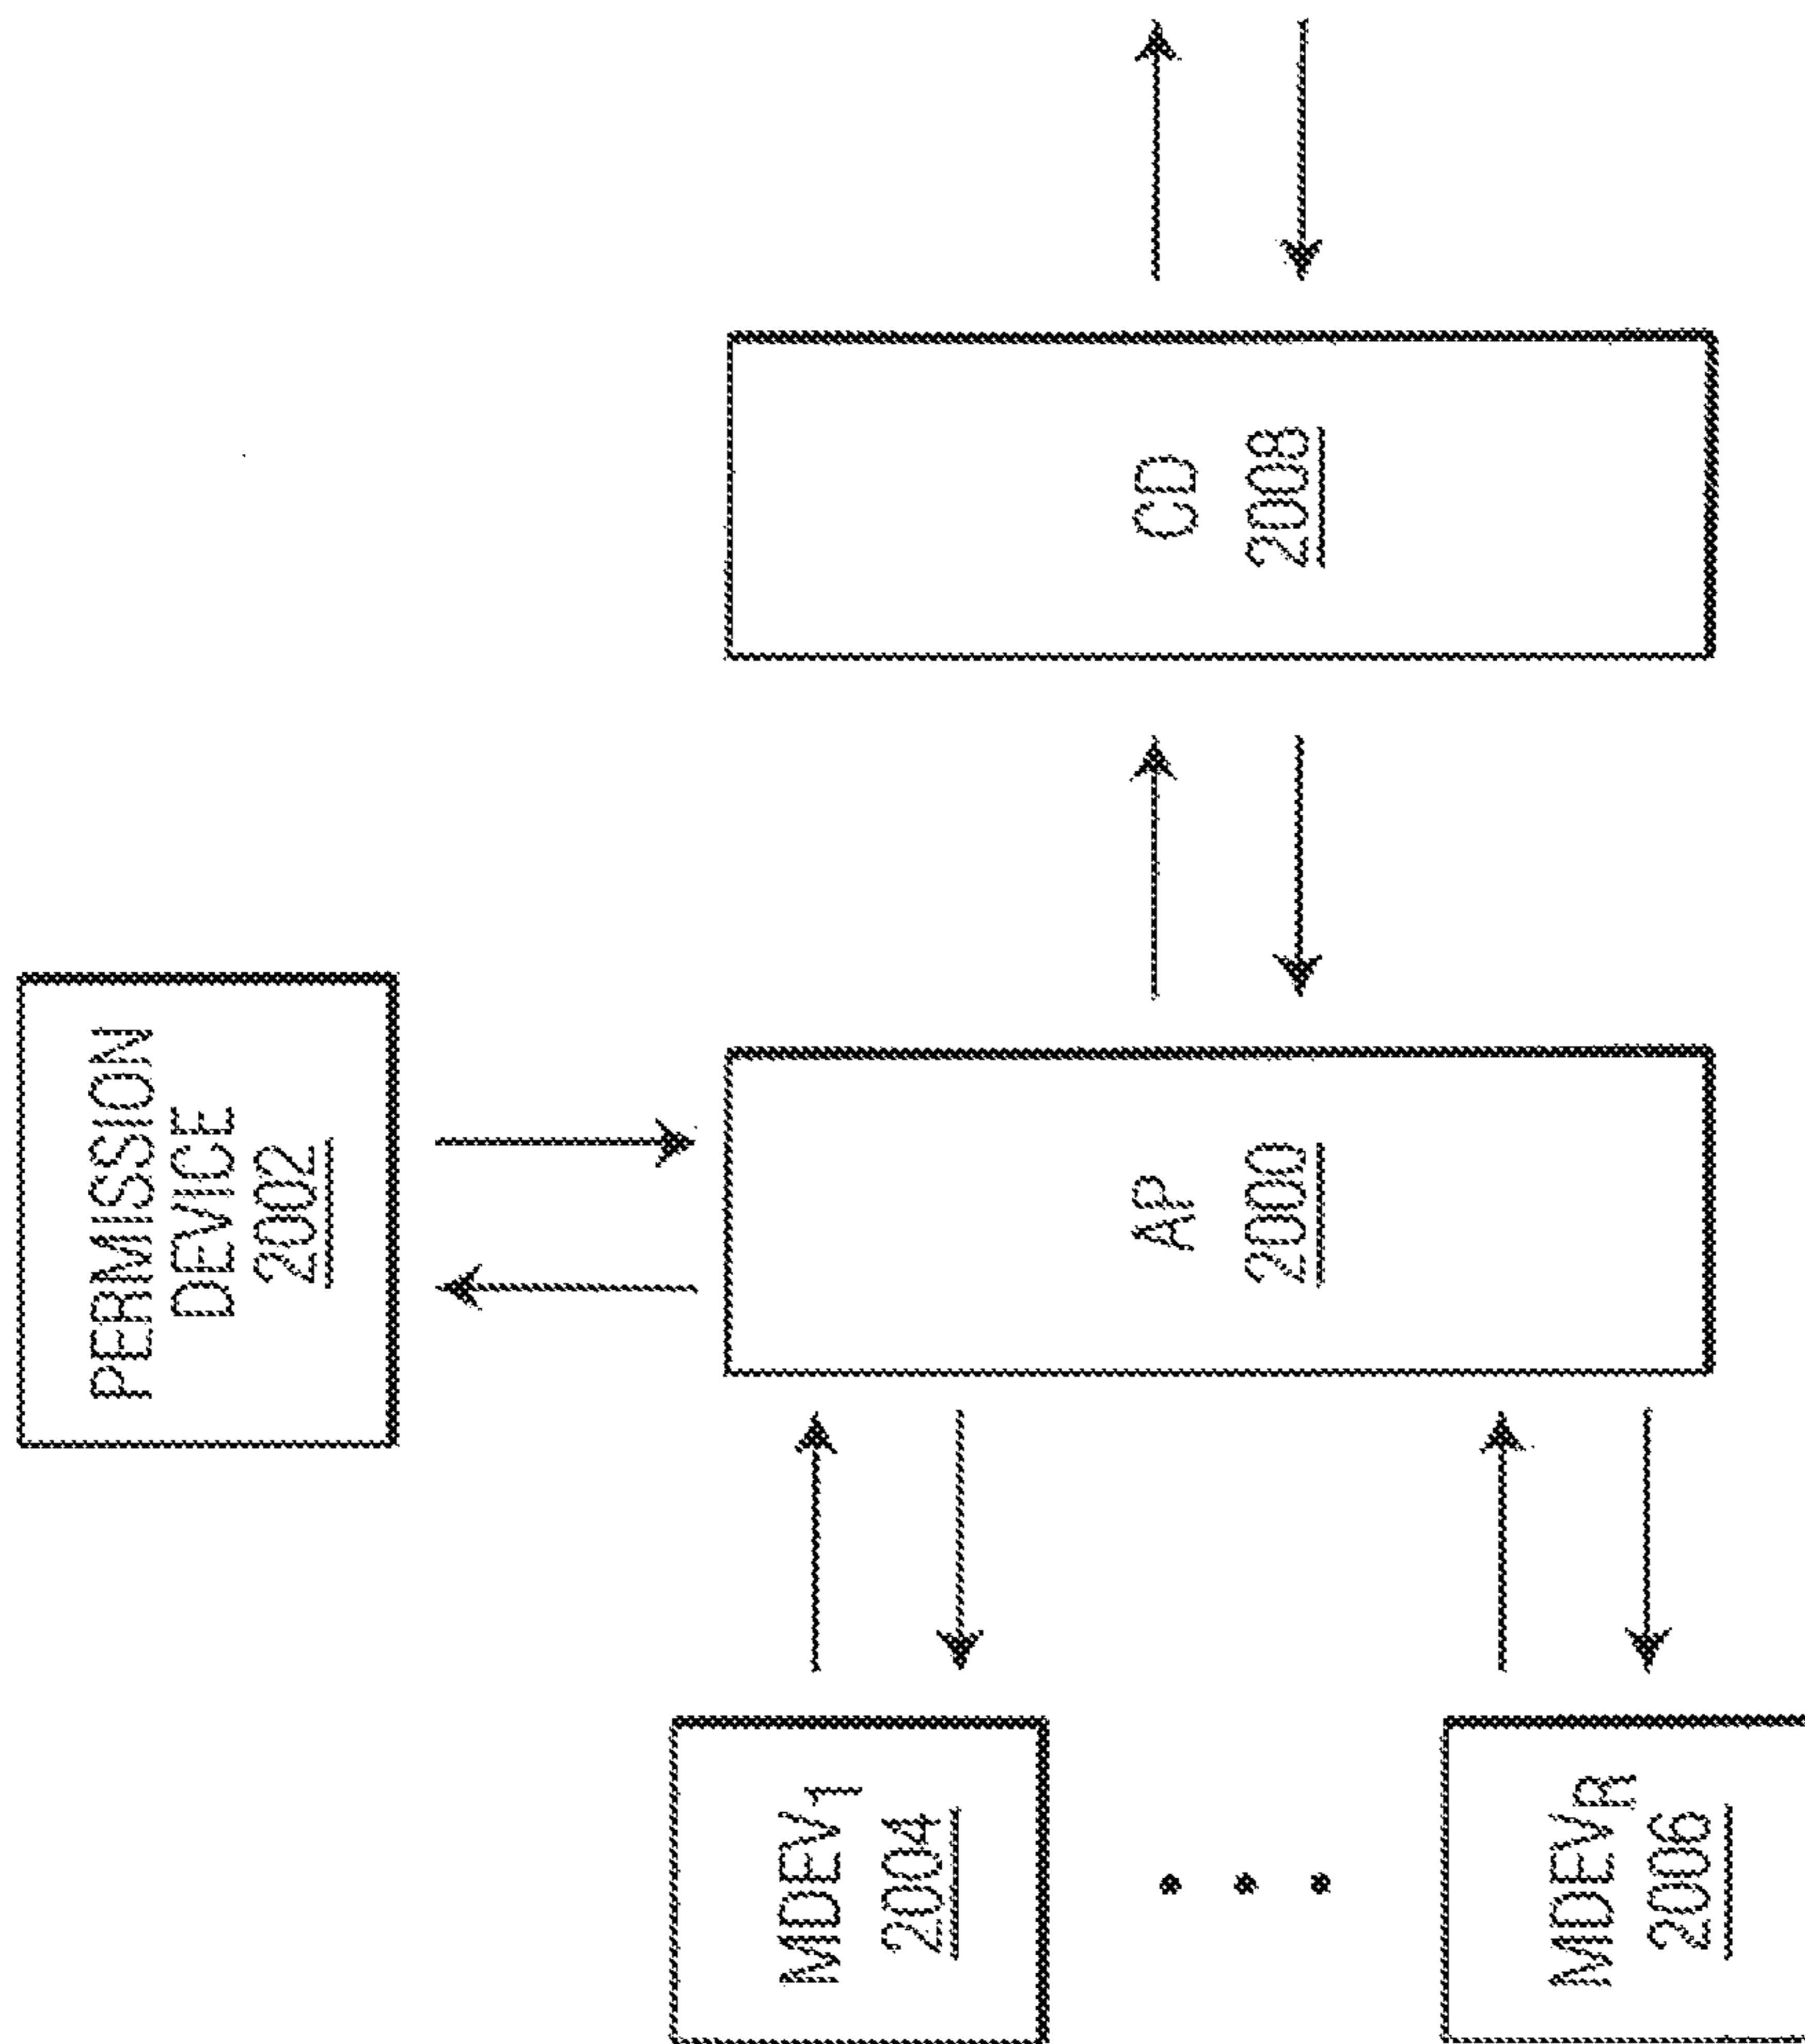 PERMISSION
DEVICE
2002
MDEV1
2004
MDEVR
2006
AP
2000
CD
2008